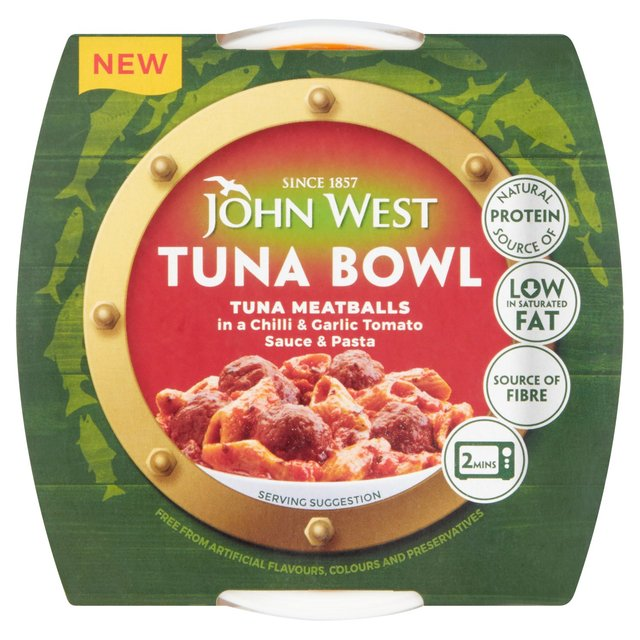 NEW
SINCE 1857
JOHN WEST
TUNA BOWL
TUNA MEATBALLS
in a Chilli & Garlic Tomato
Sauce & Pasta
NATURAL
PROTEIN
SOURCE OF
LOW
IN SATURATED
FAT
SOURCE OF
FIBRE
2 MINS
SERVING SUGGESTION
FREE FROM ARTIFICIAL FLAVOURS, COLOURS AND PRESERVATIVES